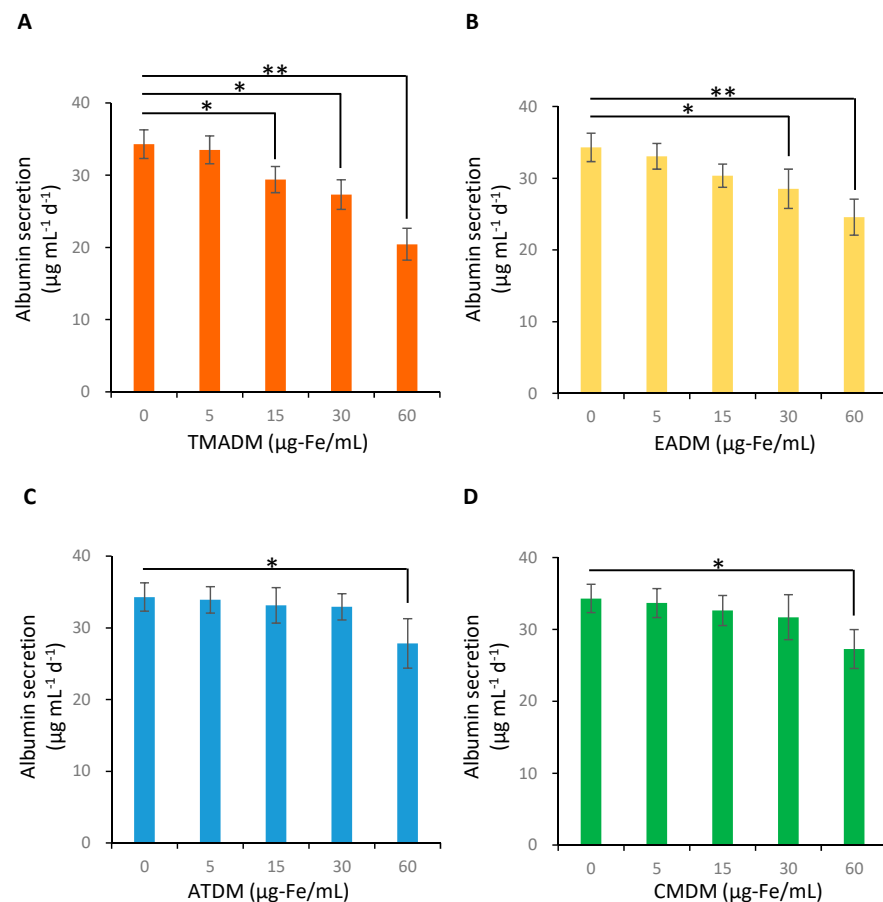 A
**
*
*
Albumin secretion
(µg mL⁻¹ d⁻¹)
40
30
20
10
0
0 5 15 30 60
TMADM (µg-Fe/mL)
B
**
*
Albumin secretion
(µg mL⁻¹ d⁻¹)
40
30
20
10
0
0 5 15 30 60
EADM (µg-Fe/mL)
C
*
Albumin secretion
(µg mL⁻¹ d⁻¹)
40
30
20
10
0
0 5 15 30 60
ATDM (µg-Fe/mL)
D
*
Albumin secretion
(µg mL⁻¹ d⁻¹)
40
30
20
10
0
0 5 15 30 60
CMDM (µg-Fe/mL)